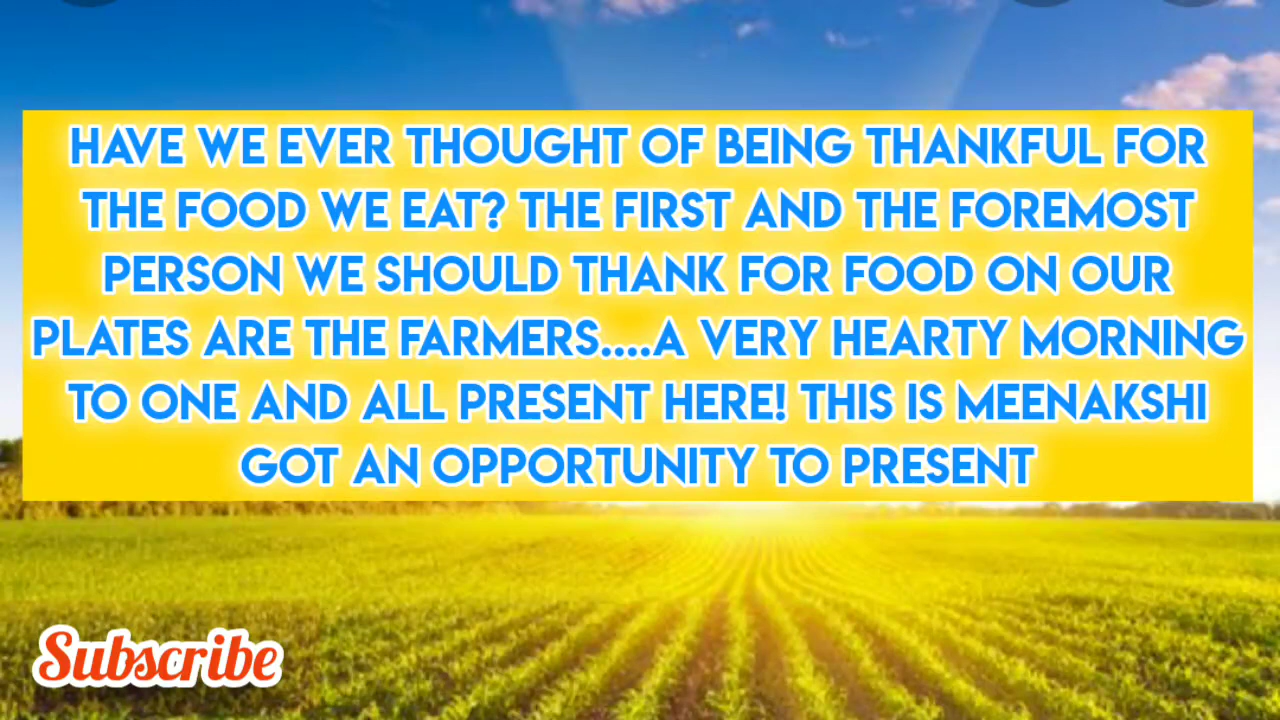 HAVE WE EVER THOUGHT OF BEING THANKFUL FOR
THE FOOD WE EAT? THE FIRST AND THE FOREMOST
PERSON WE SHOULD THANK FOR FOOD ON OUR
PLATES ARE THE FARMERS....A VERY HEARTY MORNING
TO ONE AND ALL PRESENT HERE! THIS IS MEENAKSHI
GOT AN OPPORTUNITY TO PRESENT
Subscribe